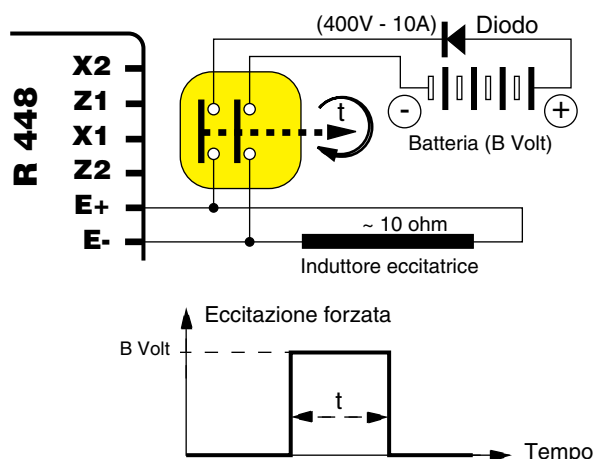 (400V - 10A) Diodo
X2
Z1
X1
Z2
E+
E-
R 448
t
-
+
Batteria (B Volt)
~ 10 ohm
Induttore eccitatrice
Eccitazione forzata
B Volt
t
Tempo